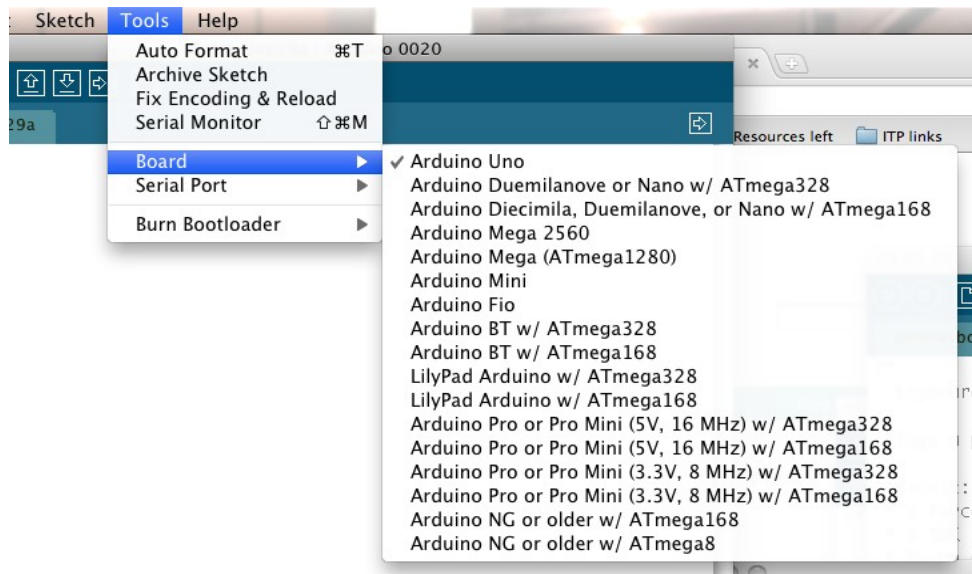 Sketch Tools Help
o 0020
Auto Format ⌘T
Archive Sketch
Fix Encoding & Reload
Serial Monitor ⇧⌘M
29a
Board
Serial Port
Burn Bootloader
Resources left ITP links
✓ Arduino Uno
Arduino Duemilanove or Nano w/ ATmega328
Arduino Diecimila, Duemilanove, or Nano w/ ATmega168
Arduino Mega 2560
Arduino Mega (ATmega1280)
Arduino Mini
Arduino Fio
Arduino BT w/ ATmega328
Arduino BT w/ ATmega168
LilyPad Arduino w/ ATmega328
LilyPad Arduino w/ ATmega168
Arduino Pro or Pro Mini (5V, 16 MHz) w/ ATmega328
Arduino Pro or Pro Mini (5V, 16 MHz) w/ ATmega168
Arduino Pro or Pro Mini (3.3V, 8 MHz) w/ ATmega328
Arduino Pro or Pro Mini (3.3V, 8 MHz) w/ ATmega168
Arduino NG or older w/ ATmega168
Arduino NG or older w/ ATmega8